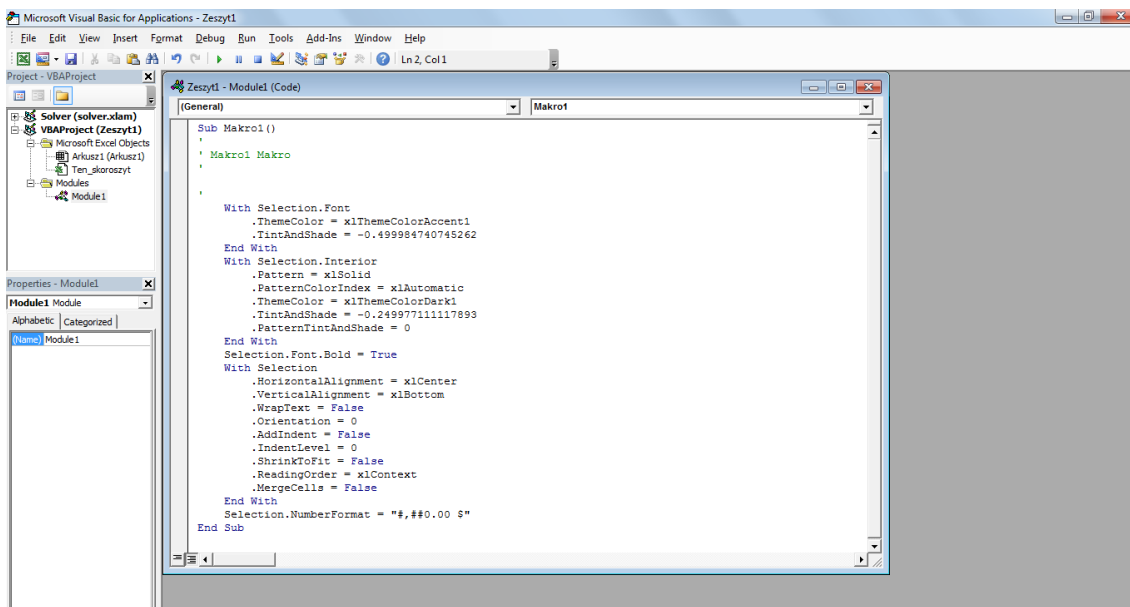 Microsoft Visual Basic for Applications - Zeszyt1
File Edit View Insert Format Debug Run Tools Add-Ins Window Help
Ln 2, Col 1
Project - VBAProject
Solver (solver.xlam)
VBAProject (Zeszyt1)
Microsoft Excel Objects
Arkusz1 (Arkusz1)
Ten_skoroszyt
Modules
Module1
Properties - Module1
Module1 Module
Alphabetic Categorized
(Name) Module1
Zeszyt1 - Module1 (Code)
(General) Makro1
Sub Makro1()
'
' Makro1 Makro
'
'
With Selection.Font
.ThemeColor = xlThemeColorAccent1
.TintAndShade = -0.499984740745262
End With
With Selection.Interior
.Pattern = xlSolid
.PatternColorIndex = xlAutomatic
.ThemeColor = xlThemeColorDark1
.TintAndShade = -0.249977111117893
.PatternTintAndShade = 0
End With
Selection.Font.Bold = True
With Selection
.HorizontalAlignment = xlCenter
.VerticalAlignment = xlBottom
.WrapText = False
.Orientation = 0
.AddIndent = False
.IndentLevel = 0
.ShrinkToFit = False
.ReadingOrder = xlContext
.MergeCells = False
End With
Selection.NumberFormat = "#,##0.00 $"
End Sub